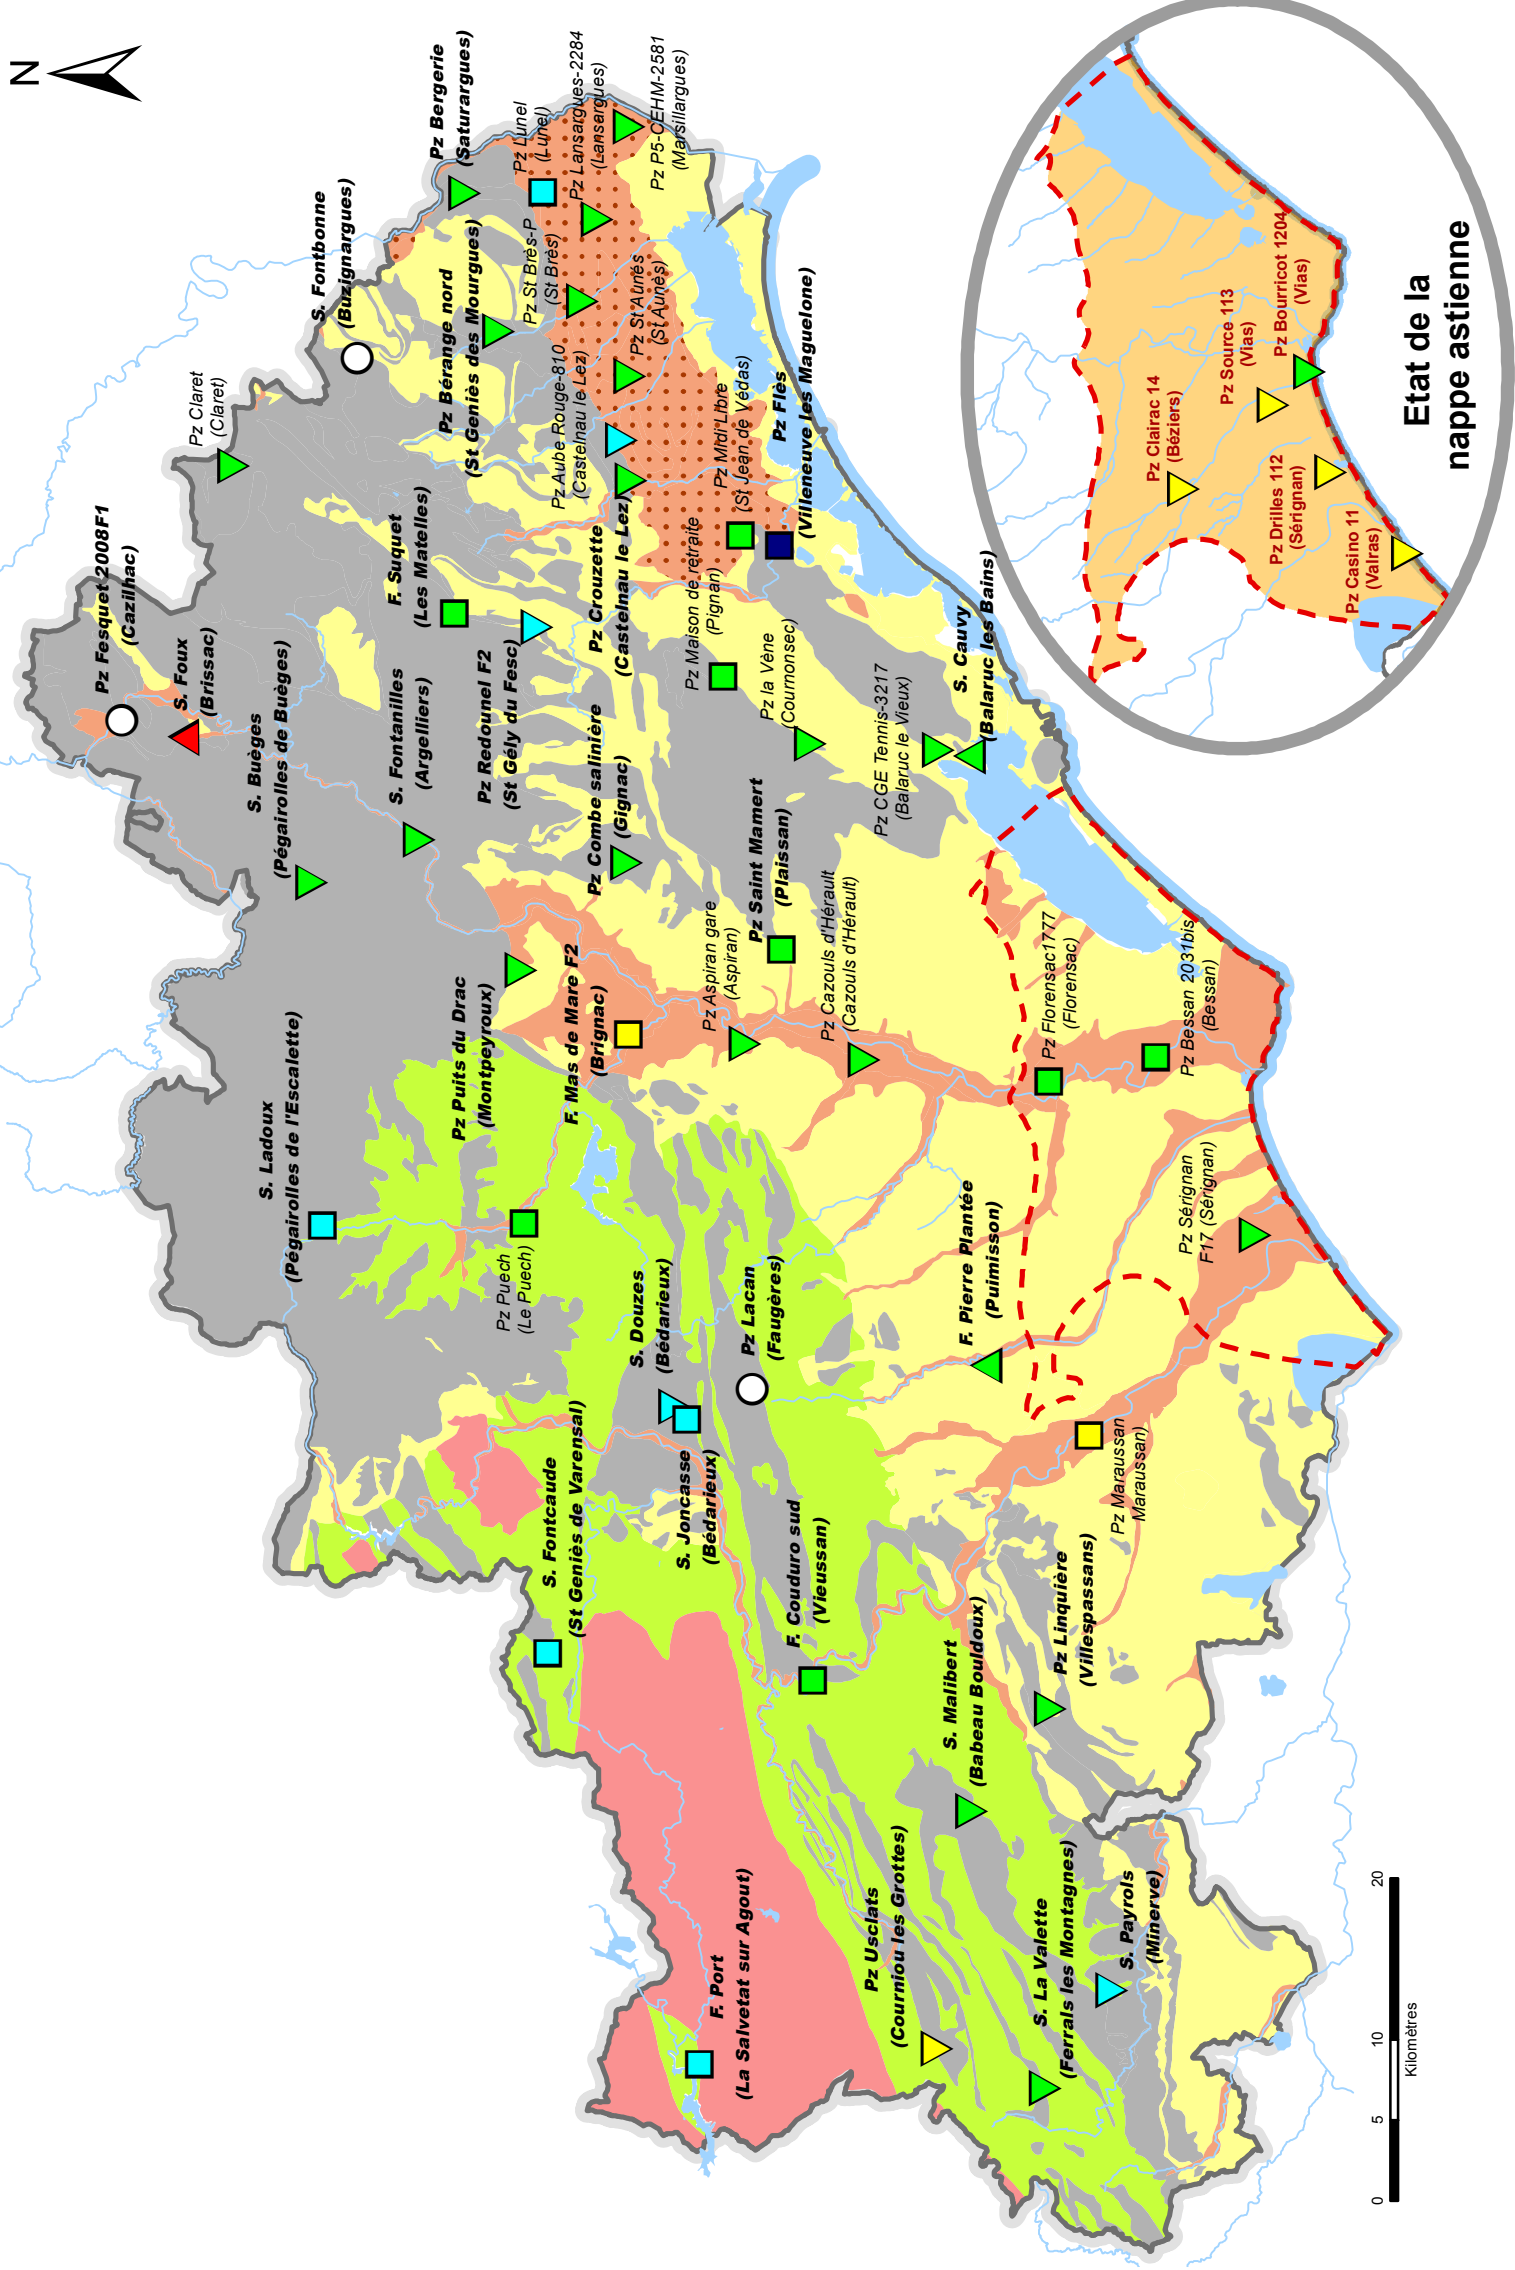 N
Pz Fesquet 2008F1
(Cazilhac)
S. Foux
(Brissac)
Pz Claret
(Claret)
S. Fontbonne
(Buzignargues)
Pz Bergerie
(Saturargues)
Pz Lunel
(Lunel)
Pz Lansargues-2284
(Lansargues)
Pz P5-CEHM-2581
(Marsillargues)
Pz Bérange nord
(St Genies des Mourgues)
Pz St Brès-P
(St Brès)
Pz St Aunès
(St Aunès)
Pz Aube Rouge-810
(Castelnau le Lez)
Pz Midi Libre
(St Jean de Védas)
Pz Flès
(Villeneuve les Maguelone)
F. Suquet
(Les Matelles)
Pz Crouzette
(Castelnau le Lez)
Pz Maison de retraite
(Pignan)
S. Buèges
(Pégairolles de Buèges)
S. Fontanilles
(Argelliers)
Pz Redounel F2
(St Gély du Fesc)
Pz Combe salinière
(Gignac)
Pz la Vène
(Cournonsec)
Pz CGE Tennis-3217
(Balaruc le Vieux)
S. Cauvy
(Balaruc les Bains)
Pz Saint Mamert
(Plaissan)
Pz Aspiran gare
(Aspiran)
Pz Cazouls d'Hérault
(Cazouls d'Hérault)
Pz Florensac1777
(Florensac)
Pz Bessan 2031bis
(Bessan)
F. Mas de Mare F2
(Brignac)
Pz Puits du Drac
(Montpeyroux)
S. Ladoux
(Pégairolles de l'Escalette)
Pz Puech
(Le Puech)
S. Douzes
(Bédarieux)
Pz Lacan
(Faugères)
F. Pierre Plantée
(Puimisson)
Pz Sérignan
F17 (Sérignan)
S. Fontcaude
(St Geniès de Varensal)
S. Joncasse
(Bédarieux)
F. Couduro sud
(Vieussan)
Pz Maraussan
Maraussan)
Pz Linquière
(Villespassans)
S. Malibert
(Babeau Bouldoux)
F. Port
(La Salvetat sur Agout)
Pz Usclats
(Courniou les Grottes)
S. La Valette
(Ferrals les Montagnes)
S. Payrols
(Minerve)
Pz Clairac 14
(Béziers)
Pz Source 113
(Vias)
Pz Bourricot 1204
(Vias)
Pz Drilles 112
(Sérignan)
Pz Casino 11
(Valras)
Etat de la
nappe astienne
0 5 10 20
Kilomètres